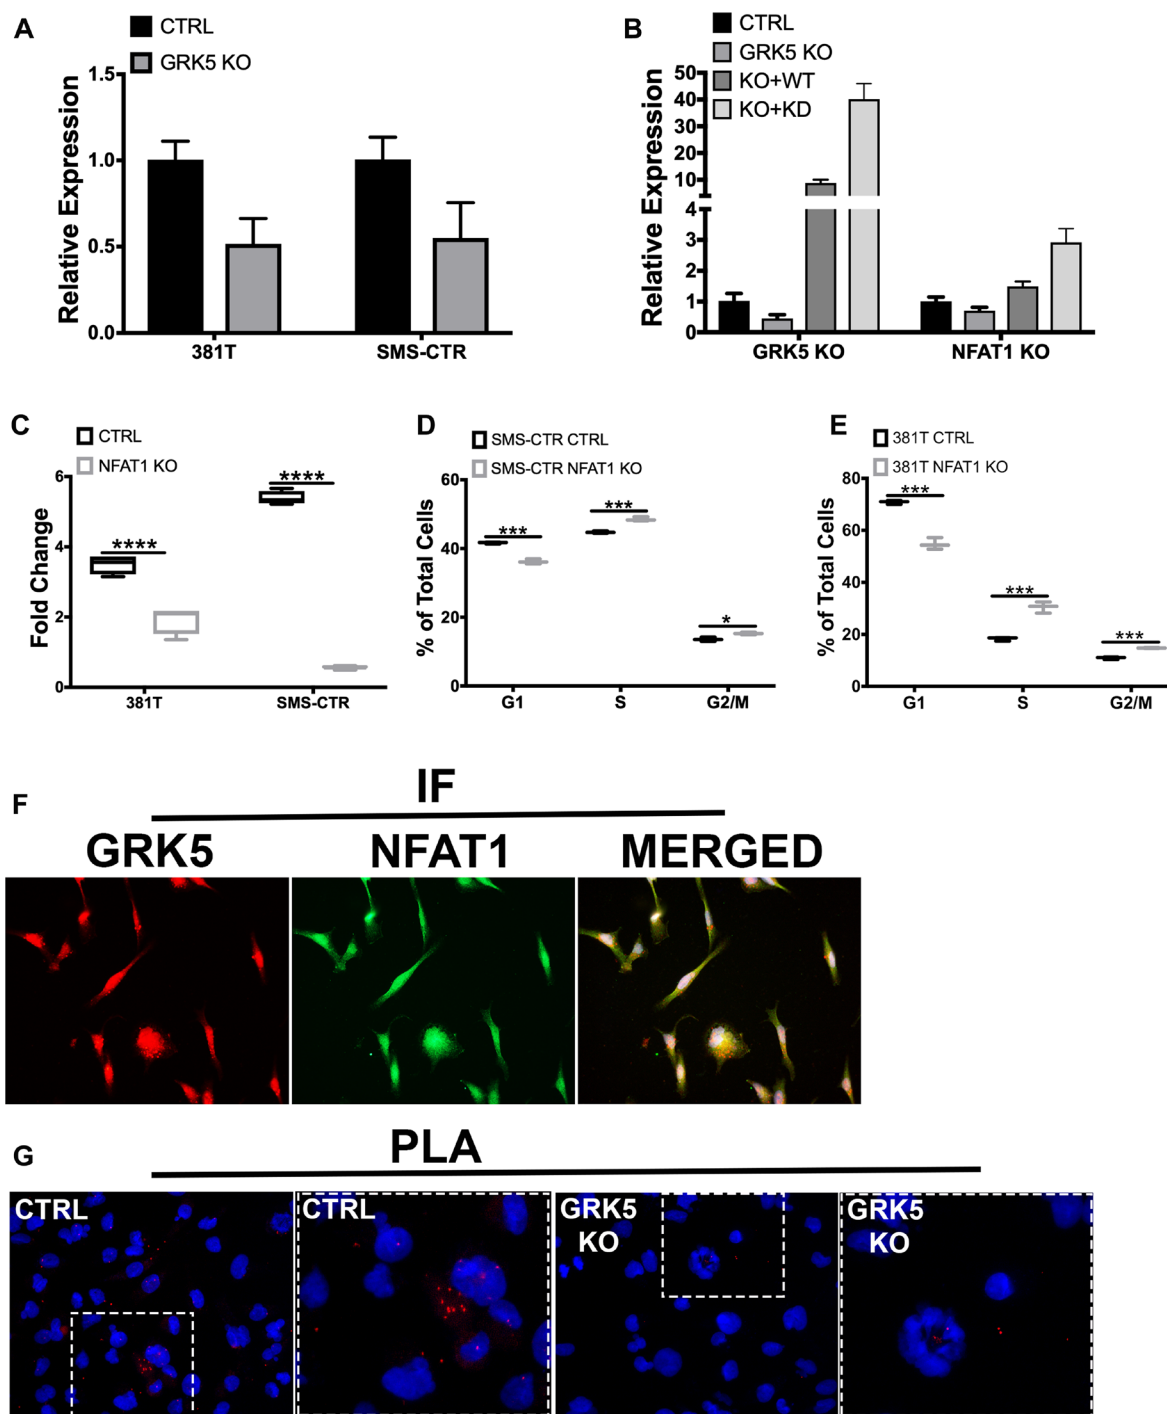 A
CTRL
GRK5 KO
Relative Expression
1.5
1.0
0.5
0.0
381T
SMS-CTR
B
CTRL
GRK5 KO
KO+WT
KO+KD
Relative Expression
50
40
30
20
10
4
3
2
1
0
GRK5 KO
NFAT1 KO
C
CTRL
NFAT1 KO
Fold Change
6
4
2
0
****
****
381T
SMS-CTR
D
SMS-CTR CTRL
SMS-CTR NFAT1 KO
% of Total Cells
60
40
20
0
***
***
*
G1
S
G2/M
E
381T CTRL
381T NFAT1 KO
% of Total Cells
80
60
40
20
0
***
***
***
G1
S
G2/M
F
IF
GRK5
NFAT1
MERGED
G
PLA
CTRL
CTRL
GRK5
KO
GRK5
KO